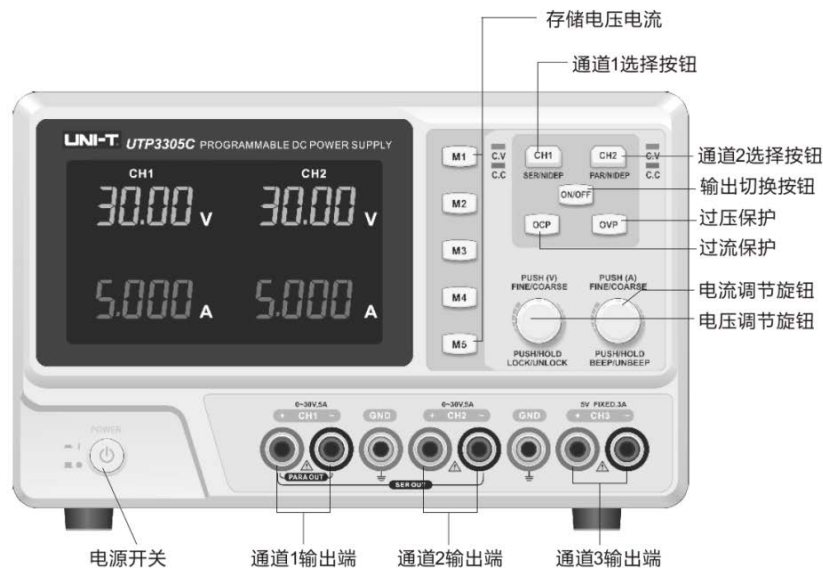 存储电压电流
通道1选择按钮
UNI-T UTP3305C PROGRAMMABLE DC POWER SUPPLY
CH1 CH2
30.00 V 30.00 V
5.000 A 5.000 A
M1
M2
M3
M4
M5
C.V
C.C
CH1 CH2
SER/NIDEP PAR/NIDEP
C.V
C.C
ON/OFF
OCP OVP
通道2选择按钮
输出切换按钮
过压保护
过流保护
PUSH (V) PUSH (A)
FINE/COARSE FINE/COARSE
电流调节旋钮
电压调节旋钮
PUSH/HOLD PUSH/HOLD
LOCK/UNLOCK BEEP/UNBEEP
POWER
0~30V,5A 0~30V,5A 5V FIXED,3A
+ CH1 − GND + CH2 − GND + CH3 −
PARA OUT
SER OUT
电源开关 通道1输出端 通道2输出端 通道3输出端